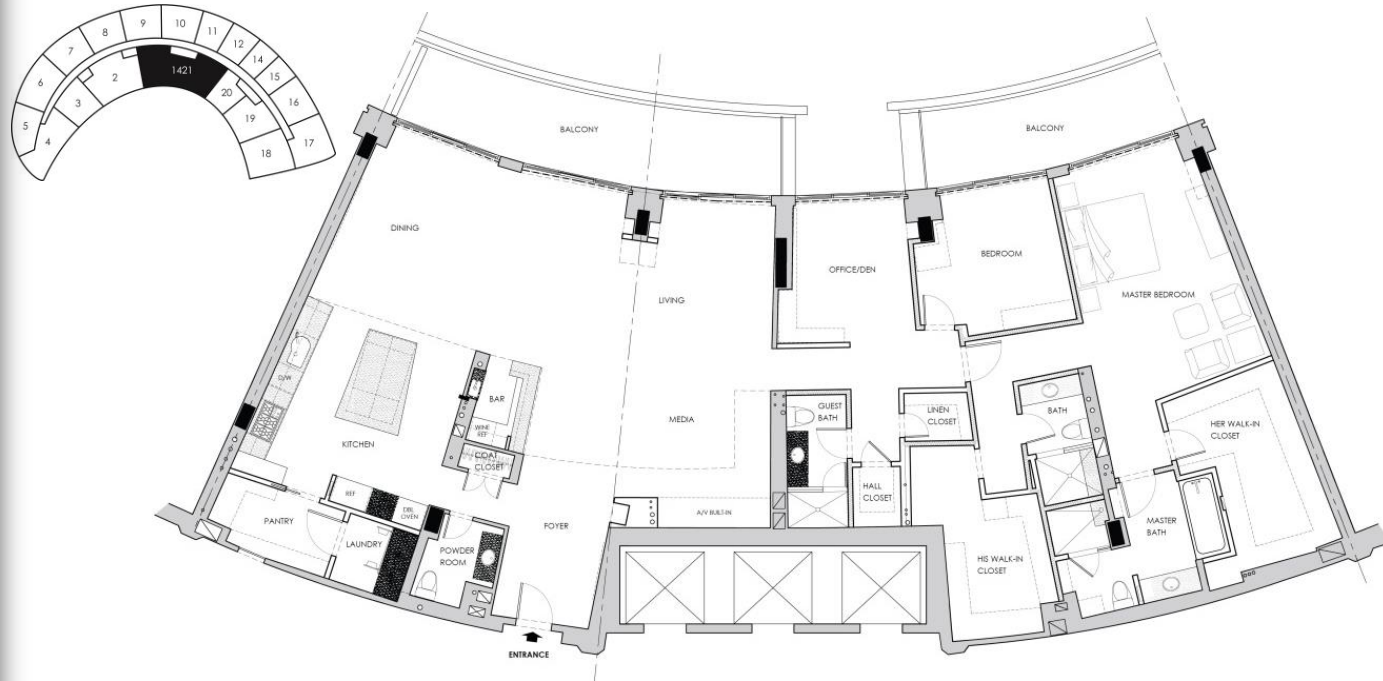 9
10
8
11
7
12
14
6
2
1421
15
20
16
3
19
5
4
18
17
BALCONY
BALCONY
DINING
OFFICE/DEN
BEDROOM
LIVING
MASTER BEDROOM
D/W
BAR
MEDIA
GUEST
BATH
LINEN
CLOSET
BATH
HER WALK-IN
CLOSET
WINE
REF
KITCHEN
COAT
CLOSET
HALL
CLOSET
REF
DBL
OVEN
A/V BUILT-IN
PANTRY
FOYER
LAUNDRY
POWDER
ROOM
MASTER
BATH
HIS WALK-IN
CLOSET
ENTRANCE